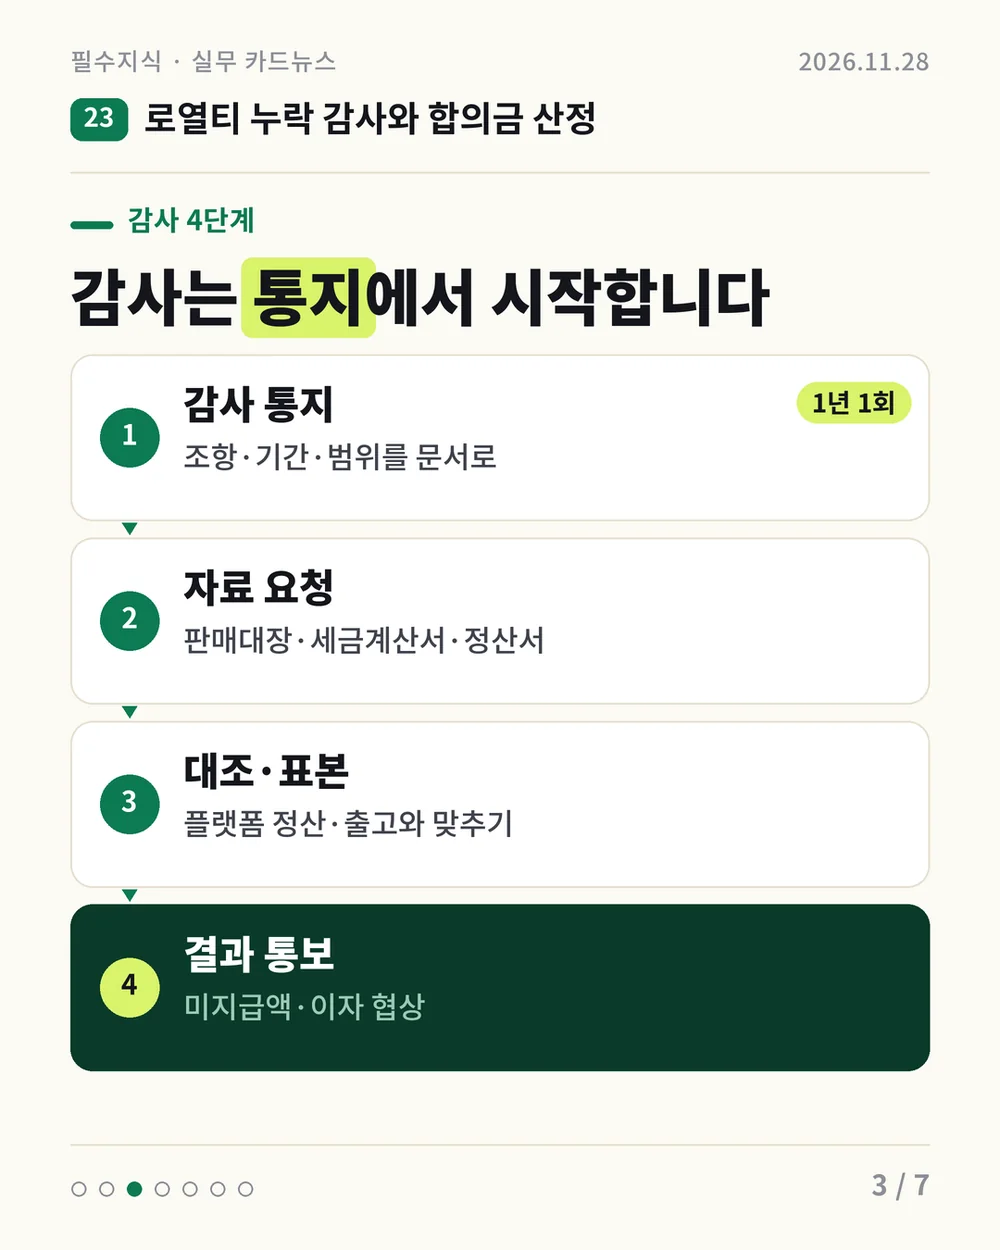 필수지식 · 실무 카드뉴스
2026.11.28
23 로열티 누락 감사와 합의금 산정
감사 4단계
감사는 통지에서 시작합니다
1
감사 통지
1년 1회
조항·기간·범위를 문서로
2
자료 요청
판매대장·세금계산서·정산서
3
대조·표본
플랫폼 정산·출고와 맞추기
4
결과 통보
미지급액·이자 협상
3 / 7